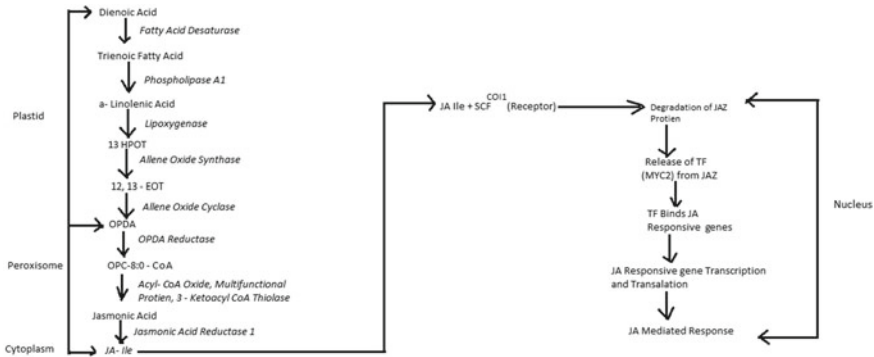 Dienoic Acid
Fatty Acid Desaturase
Trienoic Fatty Acid
Phospholipase A1
a- Linolenic Acid
Plastid
Lipoxygenase
13 HPOT
Allene Oxide Synthase
12, 13 - EOT
Allene Oxide Cyclase
OPDA
OPDA Reductase
Peroxisome
OPC-8:0 - CoA
Acyl- CoA Oxide, Multifunctional
Protien, 3 - Ketoacyl CoA Thiolase
Jasmonic Acid
Jasmonic Acid Reductase 1
Cytoplasm
JA- Ile
JA Ile + SCF COI1 (Receptor)
Degradation of JAZ
Protien
Release of TF
(MYC2) from JAZ
TF Binds JA
Responsive genes
Nucleus
JA Responsive gene Transcription
and Transalation
JA Mediated Response